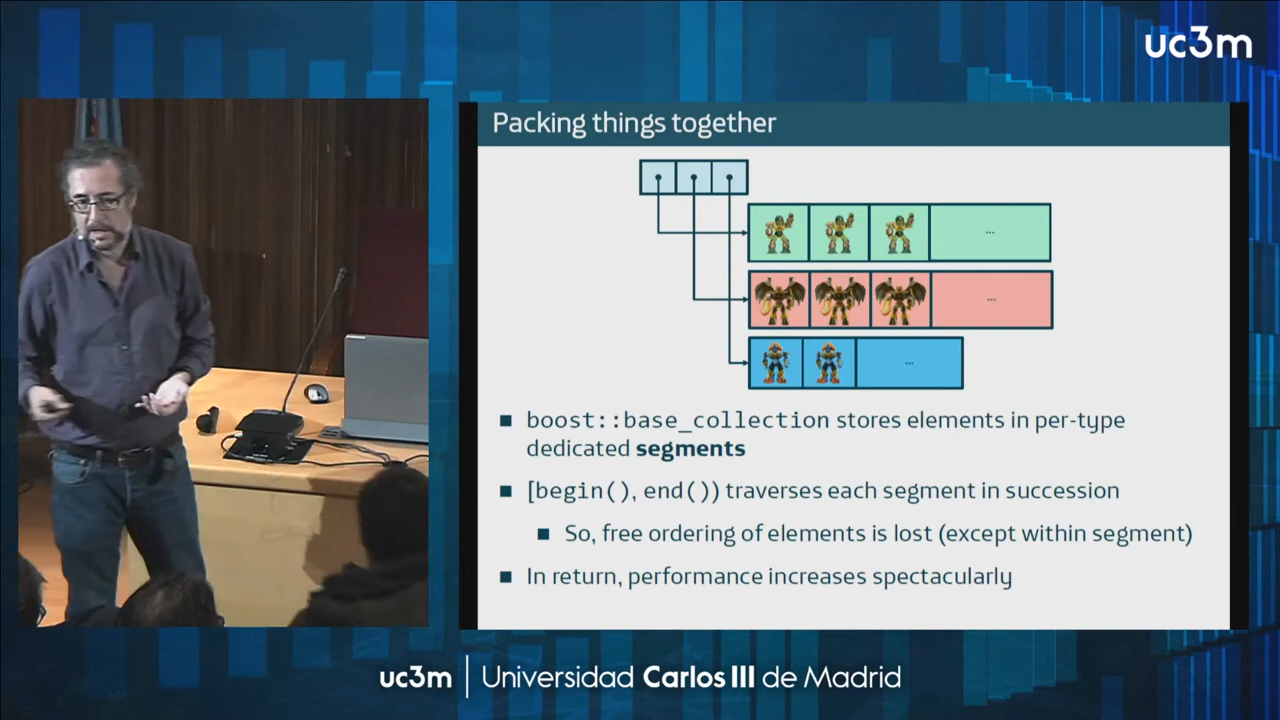 uc3m
Packing things together
...
...
...
■ boost::base_collection stores elements in per-type
dedicated segments
■ [begin(), end()) traverses each segment in succession
■ So, free ordering of elements is lost (except within segment)
■ In return, performance increases spectacularly
uc3m | Universidad Carlos III de Madrid